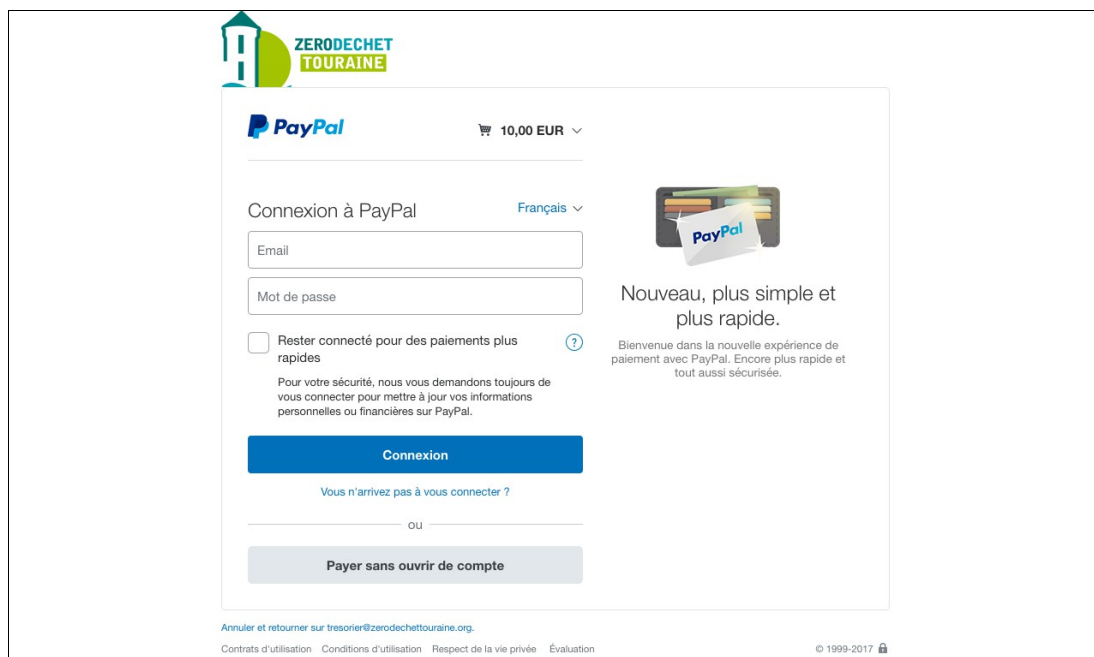 ZERODECHET
TOURAINE
PayPal
10,00 EUR
Connexion à PayPal
Français
Email
Mot de passe
Rester connecté pour des paiements plus
rapides
?
Pour votre sécurité, nous vous demandons toujours de
vous connecter pour mettre à jour vos informations
personnelles ou financières sur PayPal.
Connexion
Vous n'arrivez pas à vous connecter ?
ou
Payer sans ouvrir de compte
PayPal
Nouveau, plus simple et
plus rapide.
Bienvenue dans la nouvelle expérience de
paiement avec PayPal. Encore plus rapide et
tout aussi sécurisée.
Annuler et retourner sur tresorier@zerodechettouraine.org.
Contrats d'utilisation Conditions d'utilisation Respect de la vie privée Évaluation © 1999-2017